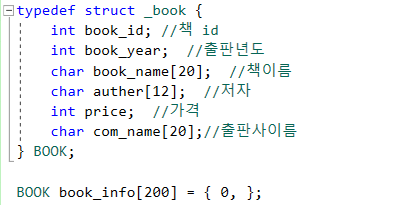 typedef struct _book {
int book_id; //책 id
int book_year;  //출판년도
char book_name[20];  //책이름
char auther[12];  //저자
int price;  //가격
char com_name[20];//출판사이름
} BOOK;
BOOK book_info[200] = { 0, };